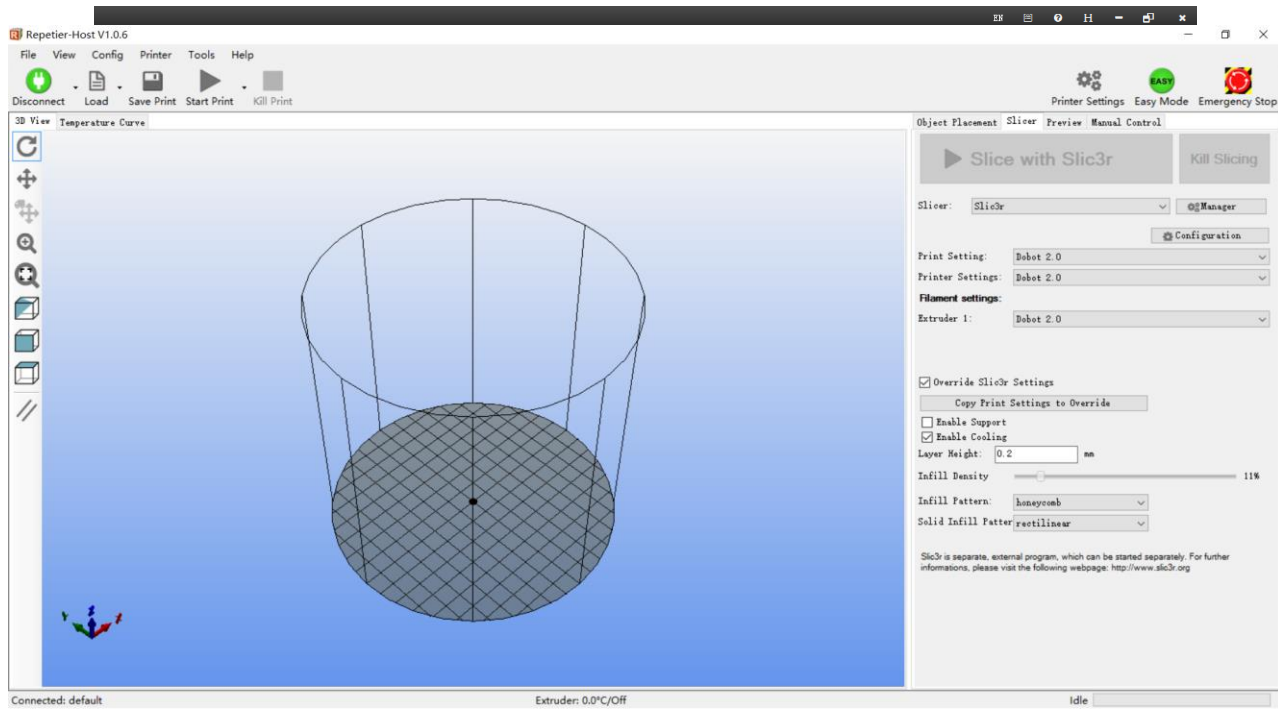 EN H
Repetier-Host V1.0.6
File View Config Printer Tools Help
EASY
Disconnect Load Save Print Start Print Kill Print Printer Settings Easy Mode Emergency Stop
3D View Temperature Curve Object Placement Slicer Preview Manual Control
Slice with Slic3r Kill Slicing
Slicer: Slic3r Manager
Configuration
Print Setting: Dobot 2.0
Printer Settings: Dobot 2.0
Filament settings:
Extruder 1: Dobot 2.0
Override Slic3r Settings
Copy Print Settings to Override
Enable Support
Enable Cooling
Layer Height: 0.2 mm
Infill Density 11%
Infill Pattern: honeycomb
Solid Infill Patter rectilinear
Slic3r is separate, external program, which can be started separately. For further
informations, please visit the following webpage: http://www.slic3r.org
Connected: default Extruder: 0.0°C/Off Idle